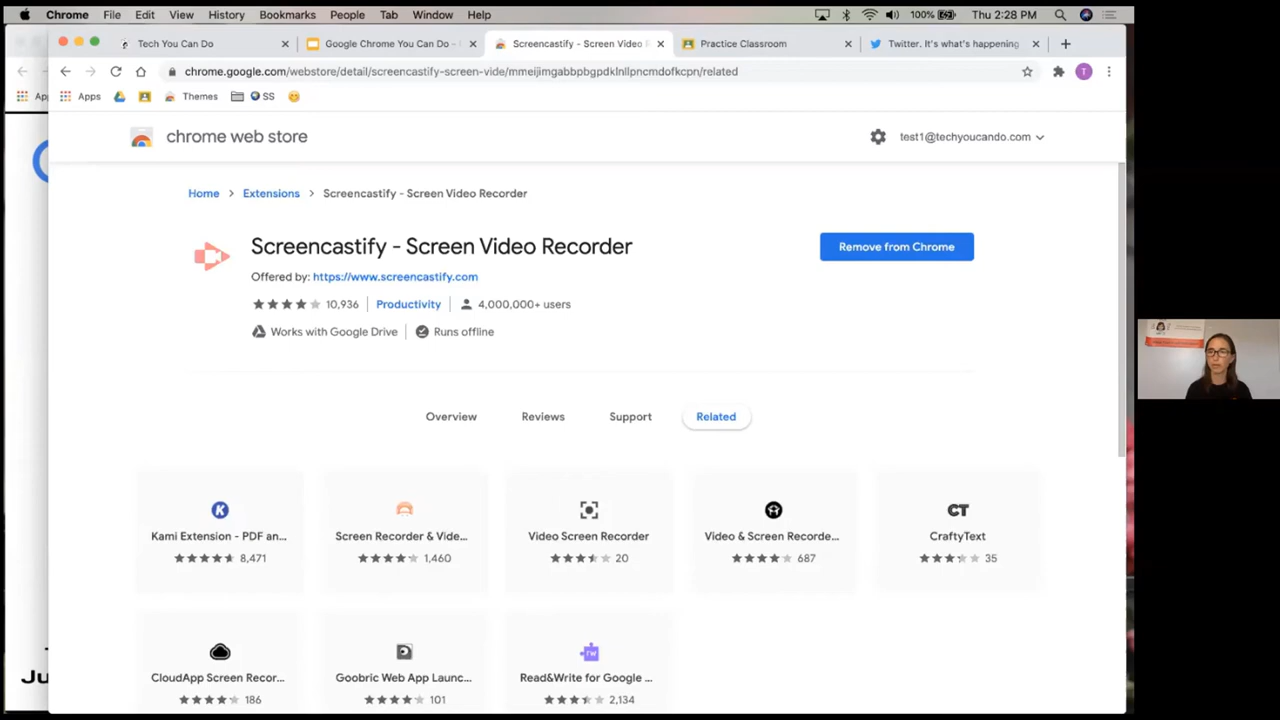 Chrome File Edit View History Bookmarks People Tab Window Help 100% Thu 2:28 PM
Tech You Can Do Google Chrome You Can Do - Screencastify - Screen Video R Practice Classroom Twitter. It's what's happening
chrome.google.com/webstore/detail/screencastify-screen-vide/mmeijimgabbpbgpdklnllpncmdofkcpn/related T
Ap Apps Themes SS
chrome web store test1@techyoucando.com
Home > Extensions > Screencastify - Screen Video Recorder
Screencastify - Screen Video Recorder Remove from Chrome
Offered by: https://www.screencastify.com
10,936 Productivity 4,000,000+ users
Works with Google Drive Runs offline
Overview Reviews Support Related
K CT
Kami Extension - PDF an... Screen Recorder & Vide... Video Screen Recorder Video & Screen Recorde... CraftyText
8,471 1,460 20 687 35
rw
CloudApp Screen Recor... Goobric Web App Launc... Read&Write for Google ...
Ju
186 101 2,134